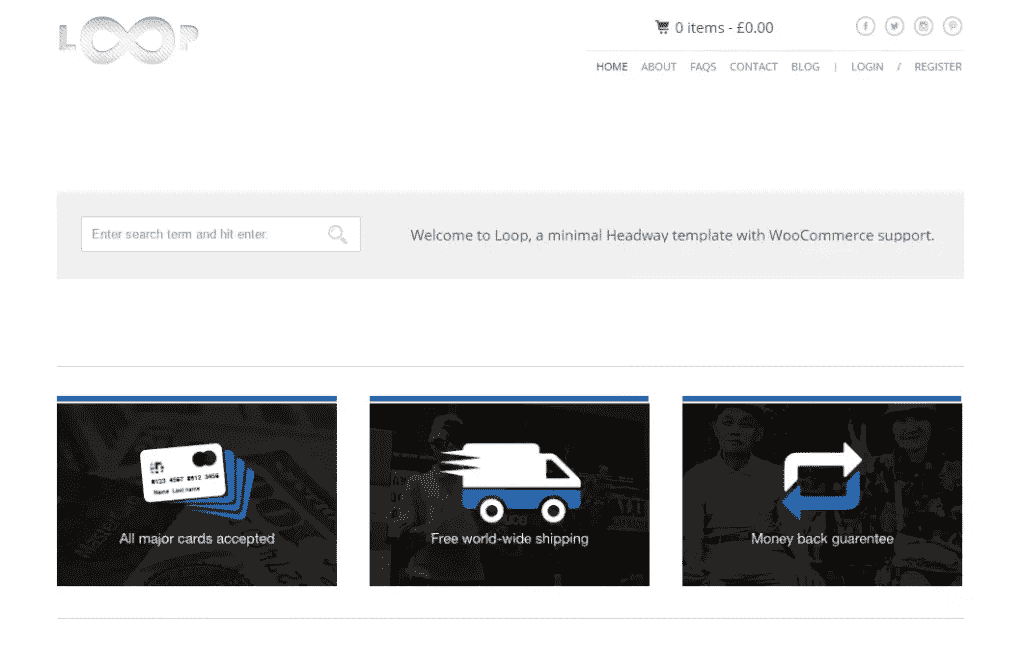 LOOP
0 items - £0.00
HOME ABOUT FAQS CONTACT BLOG | LOGIN / REGISTER
Enter search term and hit enter.
Welcome to Loop, a minimal Headway template with WooCommerce support.
0123 4567 8912 3456
Name Last name
All major cards accepted
Free world-wide shipping
Money back guarentee